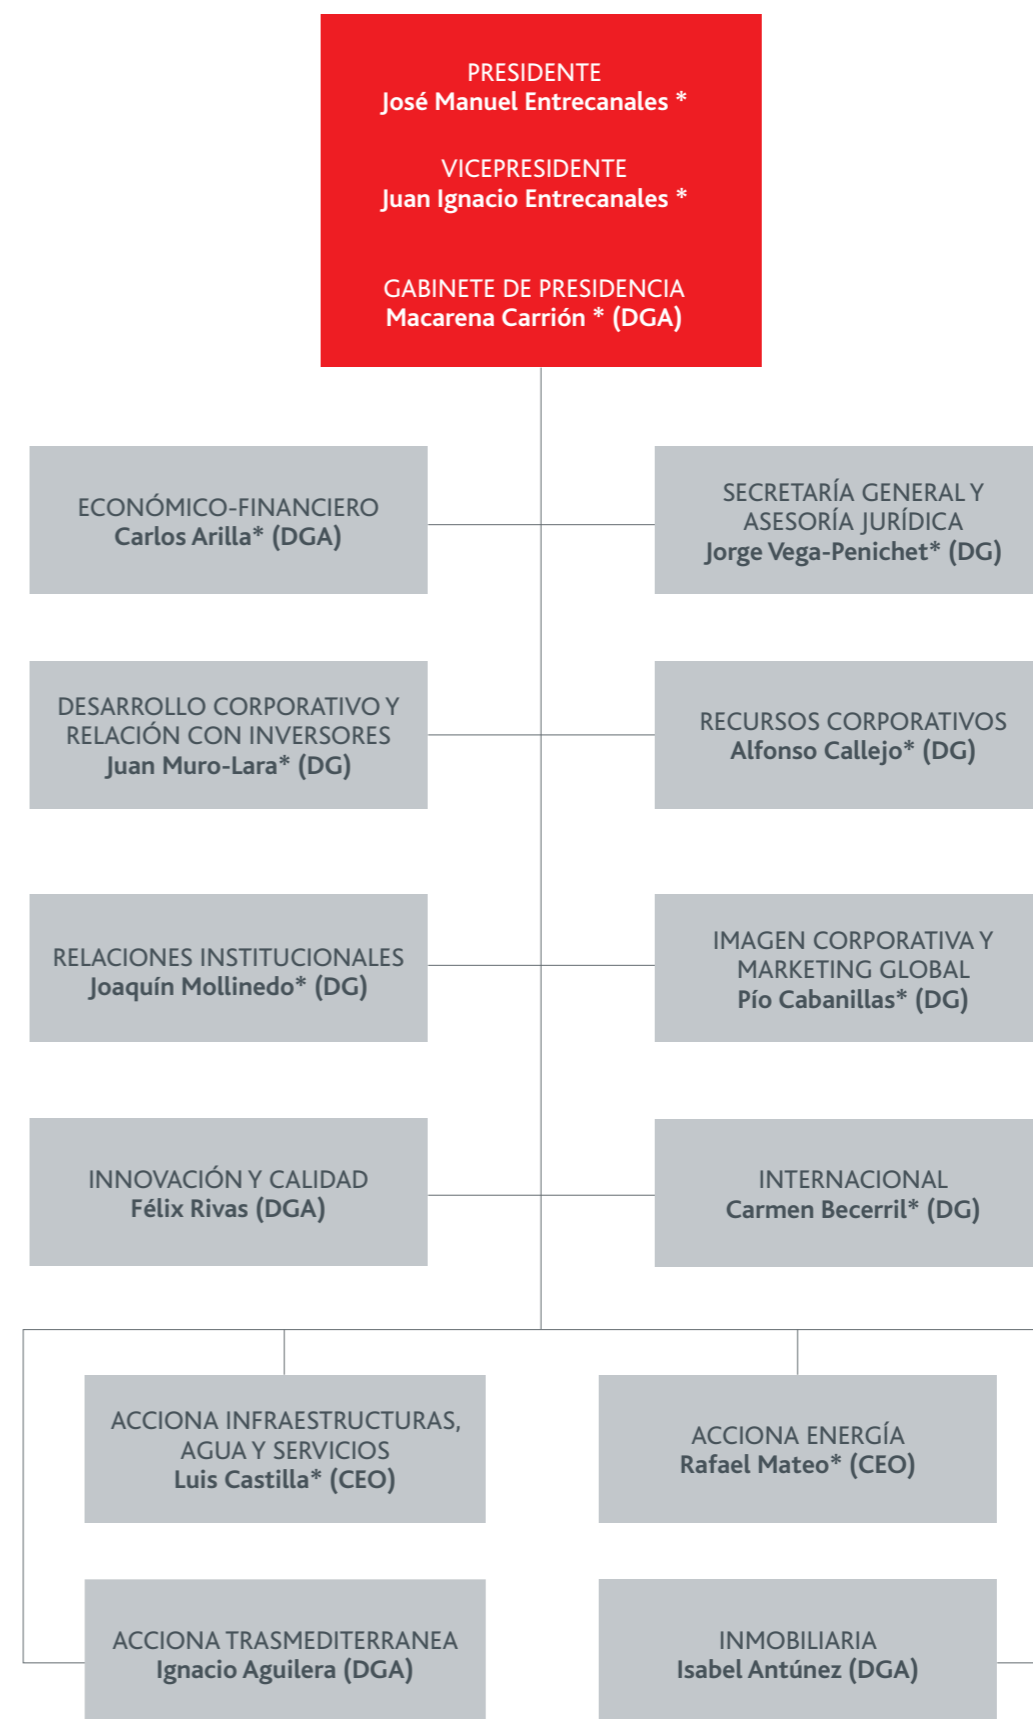 PRESIDENTE
José Manuel Entrecanales *
VICEPRESIDENTE
Juan Ignacio Entrecanales *
GABINETE DE PRESIDENCIA
Macarena Carrión * (DGA)
ECONÓMICO-FINANCIERO
Carlos Arilla* (DGA)
SECRETARÍA GENERAL Y
ASESORÍA JURÍDICA
Jorge Vega-Penichet* (DG)
DESARROLLO CORPORATIVO Y
RELACIÓN CON INVERSORES
Juan Muro-Lara* (DG)
RECURSOS CORPORATIVOS
Alfonso Callejo* (DG)
RELACIONES INSTITUCIONALES
Joaquín Mollinedo* (DG)
IMAGEN CORPORATIVA Y
MARKETING GLOBAL
Pío Cabanillas* (DG)
INNOVACIÓN Y CALIDAD
Félix Rivas (DGA)
INTERNACIONAL
Carmen Becerril* (DG)
ACCIONA INFRAESTRUCTURAS,
AGUA Y SERVICIOS
Luis Castilla* (CEO)
ACCIONA ENERGÍA
Rafael Mateo* (CEO)
ACCIONA TRASMEDITERRANEA
Ignacio Aguilera (DGA)
INMOBILIARIA
Isabel Antúnez (DGA)